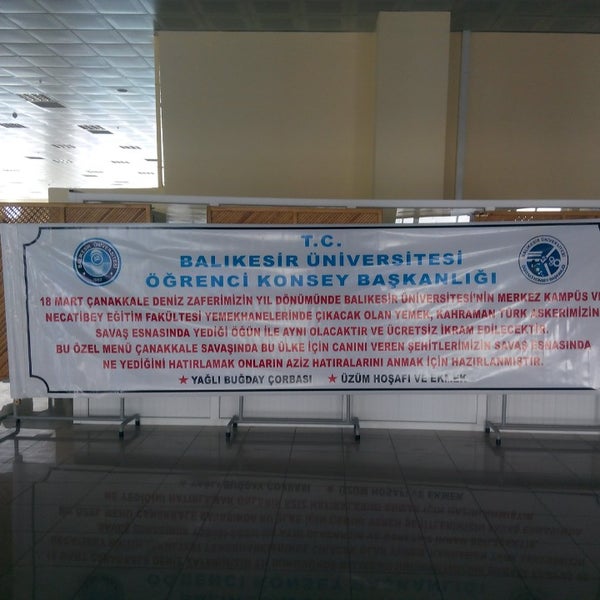 T.C.
BALIKESİR ÜNİVERSİTESİ
ÖĞRENCİ KONSEY BAŞKANLIĞI
18 MART ÇANAKKALE DENİZ ZAFERİMİZİN YIL DÖNÜMÜNDE BALIKESİR ÜNİVERSİTESİ'NİN MERKEZ KAMPÜS VE
NECATİBEY EĞİTİM FAKÜLTESİ YEMEKHANELERİNDE ÇIKACAK OLAN YEMEK, KAHRAMAN TÜRK ASKERİMİZİN
SAVAŞ ESNASINDA YEDİĞİ ÖĞÜN İLE AYNI OLACAKTIR VE ÜCRETSİZ İKRAM EDİLECEKTİR.
BU ÖZEL MENÜ ÇANAKKALE SAVAŞINDA BU ÜLKE İÇİN CANINI VEREN ŞEHİTLERİMİZİN SAVAŞ ESNASINDA
NE YEDİĞİNİ HATIRLAMAK ONLARIN AZİZ HATIRALARINI ANMAK İÇİN HAZIRLANMIŞTIR.
★ YAĞLI BUĞDAY ÇORBASI ★ ÜZÜM HOŞAFI VE EKMEK